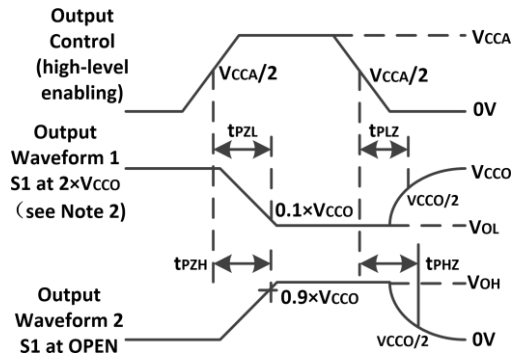 Output
Control
(high-level
enabling)
VCCA/2
VCCA/2
VCCA
0V
Output
Waveform 1
S1 at 2×VCCO
（see Note 2)
tPZL
tPLZ
0.1×VCCO
VCCO/2
VCCO
VOL
tPZH
tPHZ
Output
Waveform 2
S1 at OPEN
0.9×VCCO
VCCO/2
VOH
0V